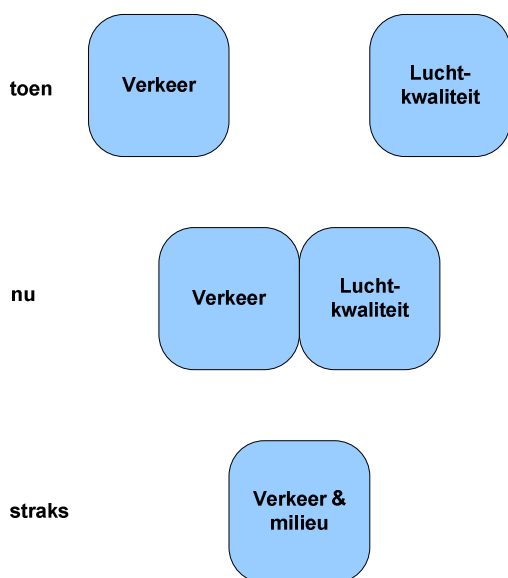 toen
Verkeer
Lucht-
kwaliteit
nu
Verkeer
Lucht-
kwaliteit
straks
Verkeer &
milieu